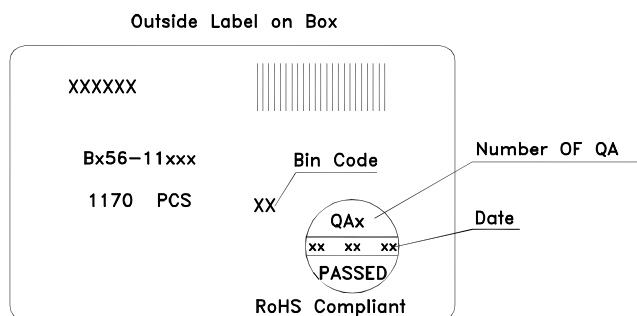 Outside Label on Box
XXXXXX
Bx56-11xxx
Bin Code
Number OF QA
1170 PCS
XX
QAx
Date
xx xx xx
PASSED
RoHS Compliant